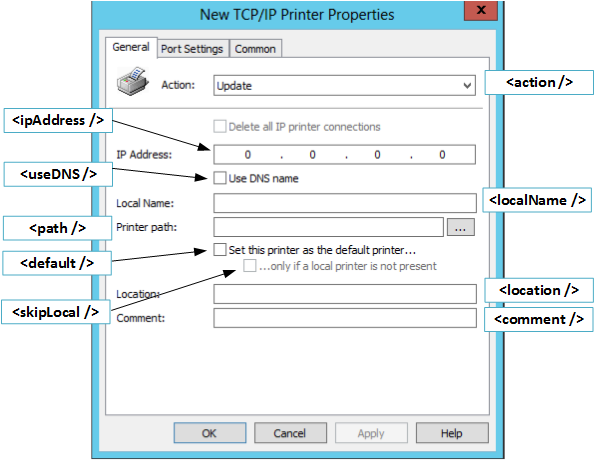 New TCP/IP Printer Properties
x
General Port Settings Common
Action: Update
<action />
<ipAddress />
Delete all IP printer connections
IP Address: 0 . 0 . 0 . 0
<useDNS />
Use DNS name
Local Name:
<localName />
<path />
Printer path: ...
<default />
Set this printer as the default printer...
...only if a local printer is not present
<skipLocal />
Location:
<location />
Comment:
<comment />
OK Cancel Apply Help